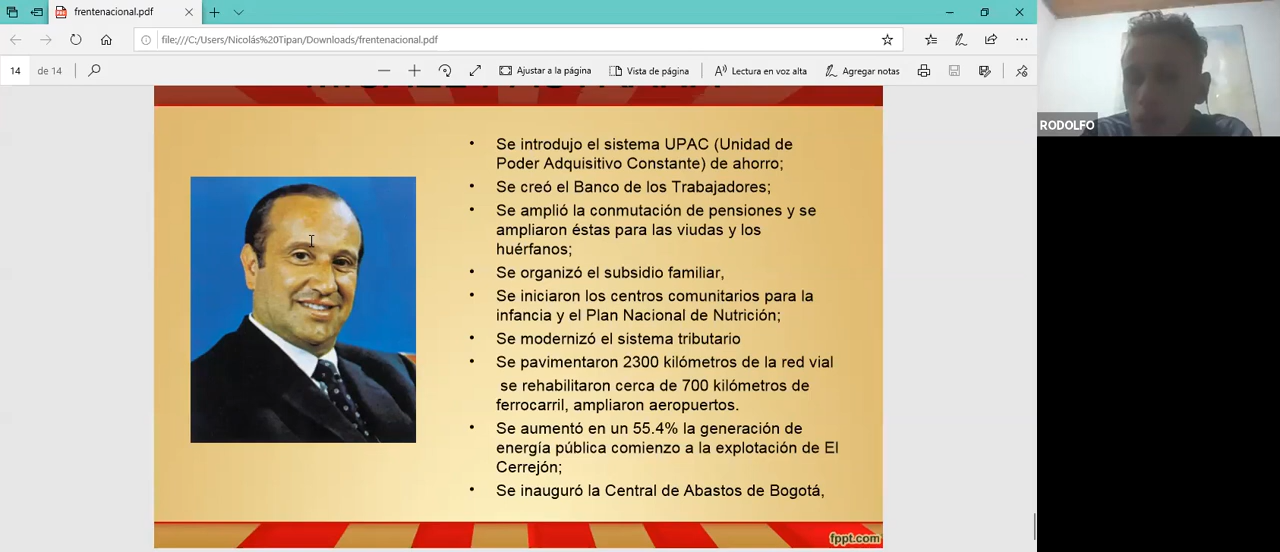 frentenacional.pdf
file:///C:/Users/Nicolás%20Tipan/Downloads/frentenacional.pdf
14 de 14
Ajustar a la página
Vista de página
Lectura en voz alta
Agregar notas
RODOLFO
• Se introdujo el sistema UPAC (Unidad de
Poder Adquisitivo Constante) de ahorro;
• Se creó el Banco de los Trabajadores;
• Se amplió la conmutación de pensiones y se
ampliaron éstas para las viudas y los
huérfanos;
• Se organizó el subsidio familiar,
• Se iniciaron los centros comunitarios para la
infancia y el Plan Nacional de Nutrición;
• Se modernizó el sistema tributario
• Se pavimentaron 2300 kilómetros de la red vial
se rehabilitaron cerca de 700 kilómetros de
ferrocarril, ampliaron aeropuertos.
• Se aumentó en un 55.4% la generación de
energía pública comienzo a la explotación de El
Cerrejón;
• Se inauguró la Central de Abastos de Bogotá,
fppt.com